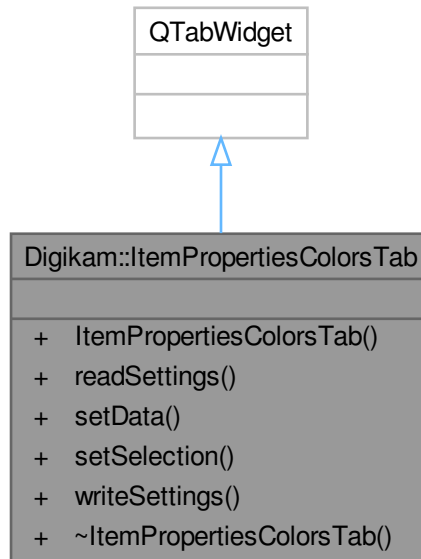 QTabWidget
Digikam::ItemPropertiesColorsTab
+ ItemPropertiesColorsTab()
+ readSettings()
+ setData()
+ setSelection()
+ writeSettings()
+ ~ItemPropertiesColorsTab()